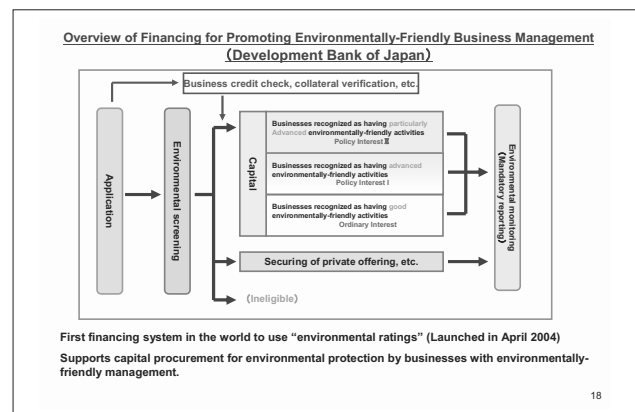 Overview of Financing for Promoting Environmentally-Friendly Business Management
(Development Bank of Japan)
Business credit check, collateral verification, etc.
Application
Environmental screening
Capital
Businesses recognized as having particularly
Advanced environmentally-friendly activities
Policy Interest Ⅱ
Businesses recognized as having advanced
environmentally-friendly activities
Policy Interest I
Businesses recognized as having good
environmentally-friendly activities
Ordinary Interest
Environmental monitoring
(Mandatory reporting)
Securing of private offering, etc.
(Ineligible)
First financing system in the world to use “environmental ratings” (Launched in April 2004)
Supports capital procurement for environmental protection by businesses with environmentally-
friendly management.
18